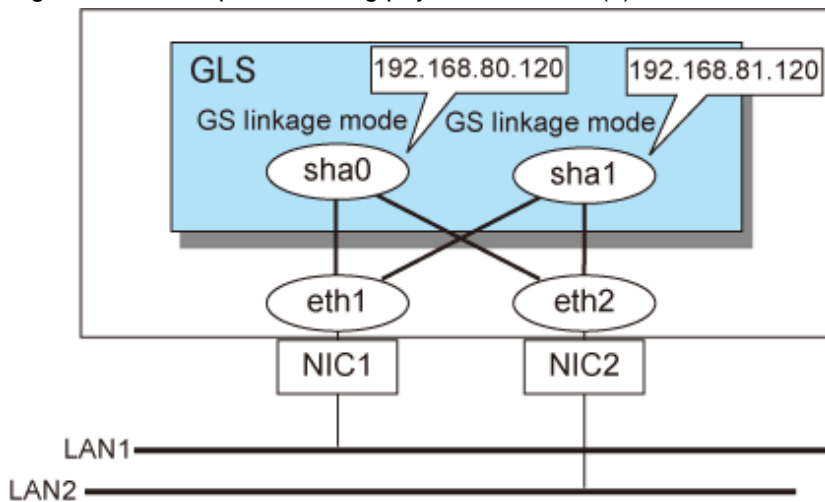 GLS
192.168.80.120
192.168.81.120
GS linkage mode
GS linkage mode
sha0
sha1
eth1
eth2
NIC1
NIC2
LAN1
LAN2